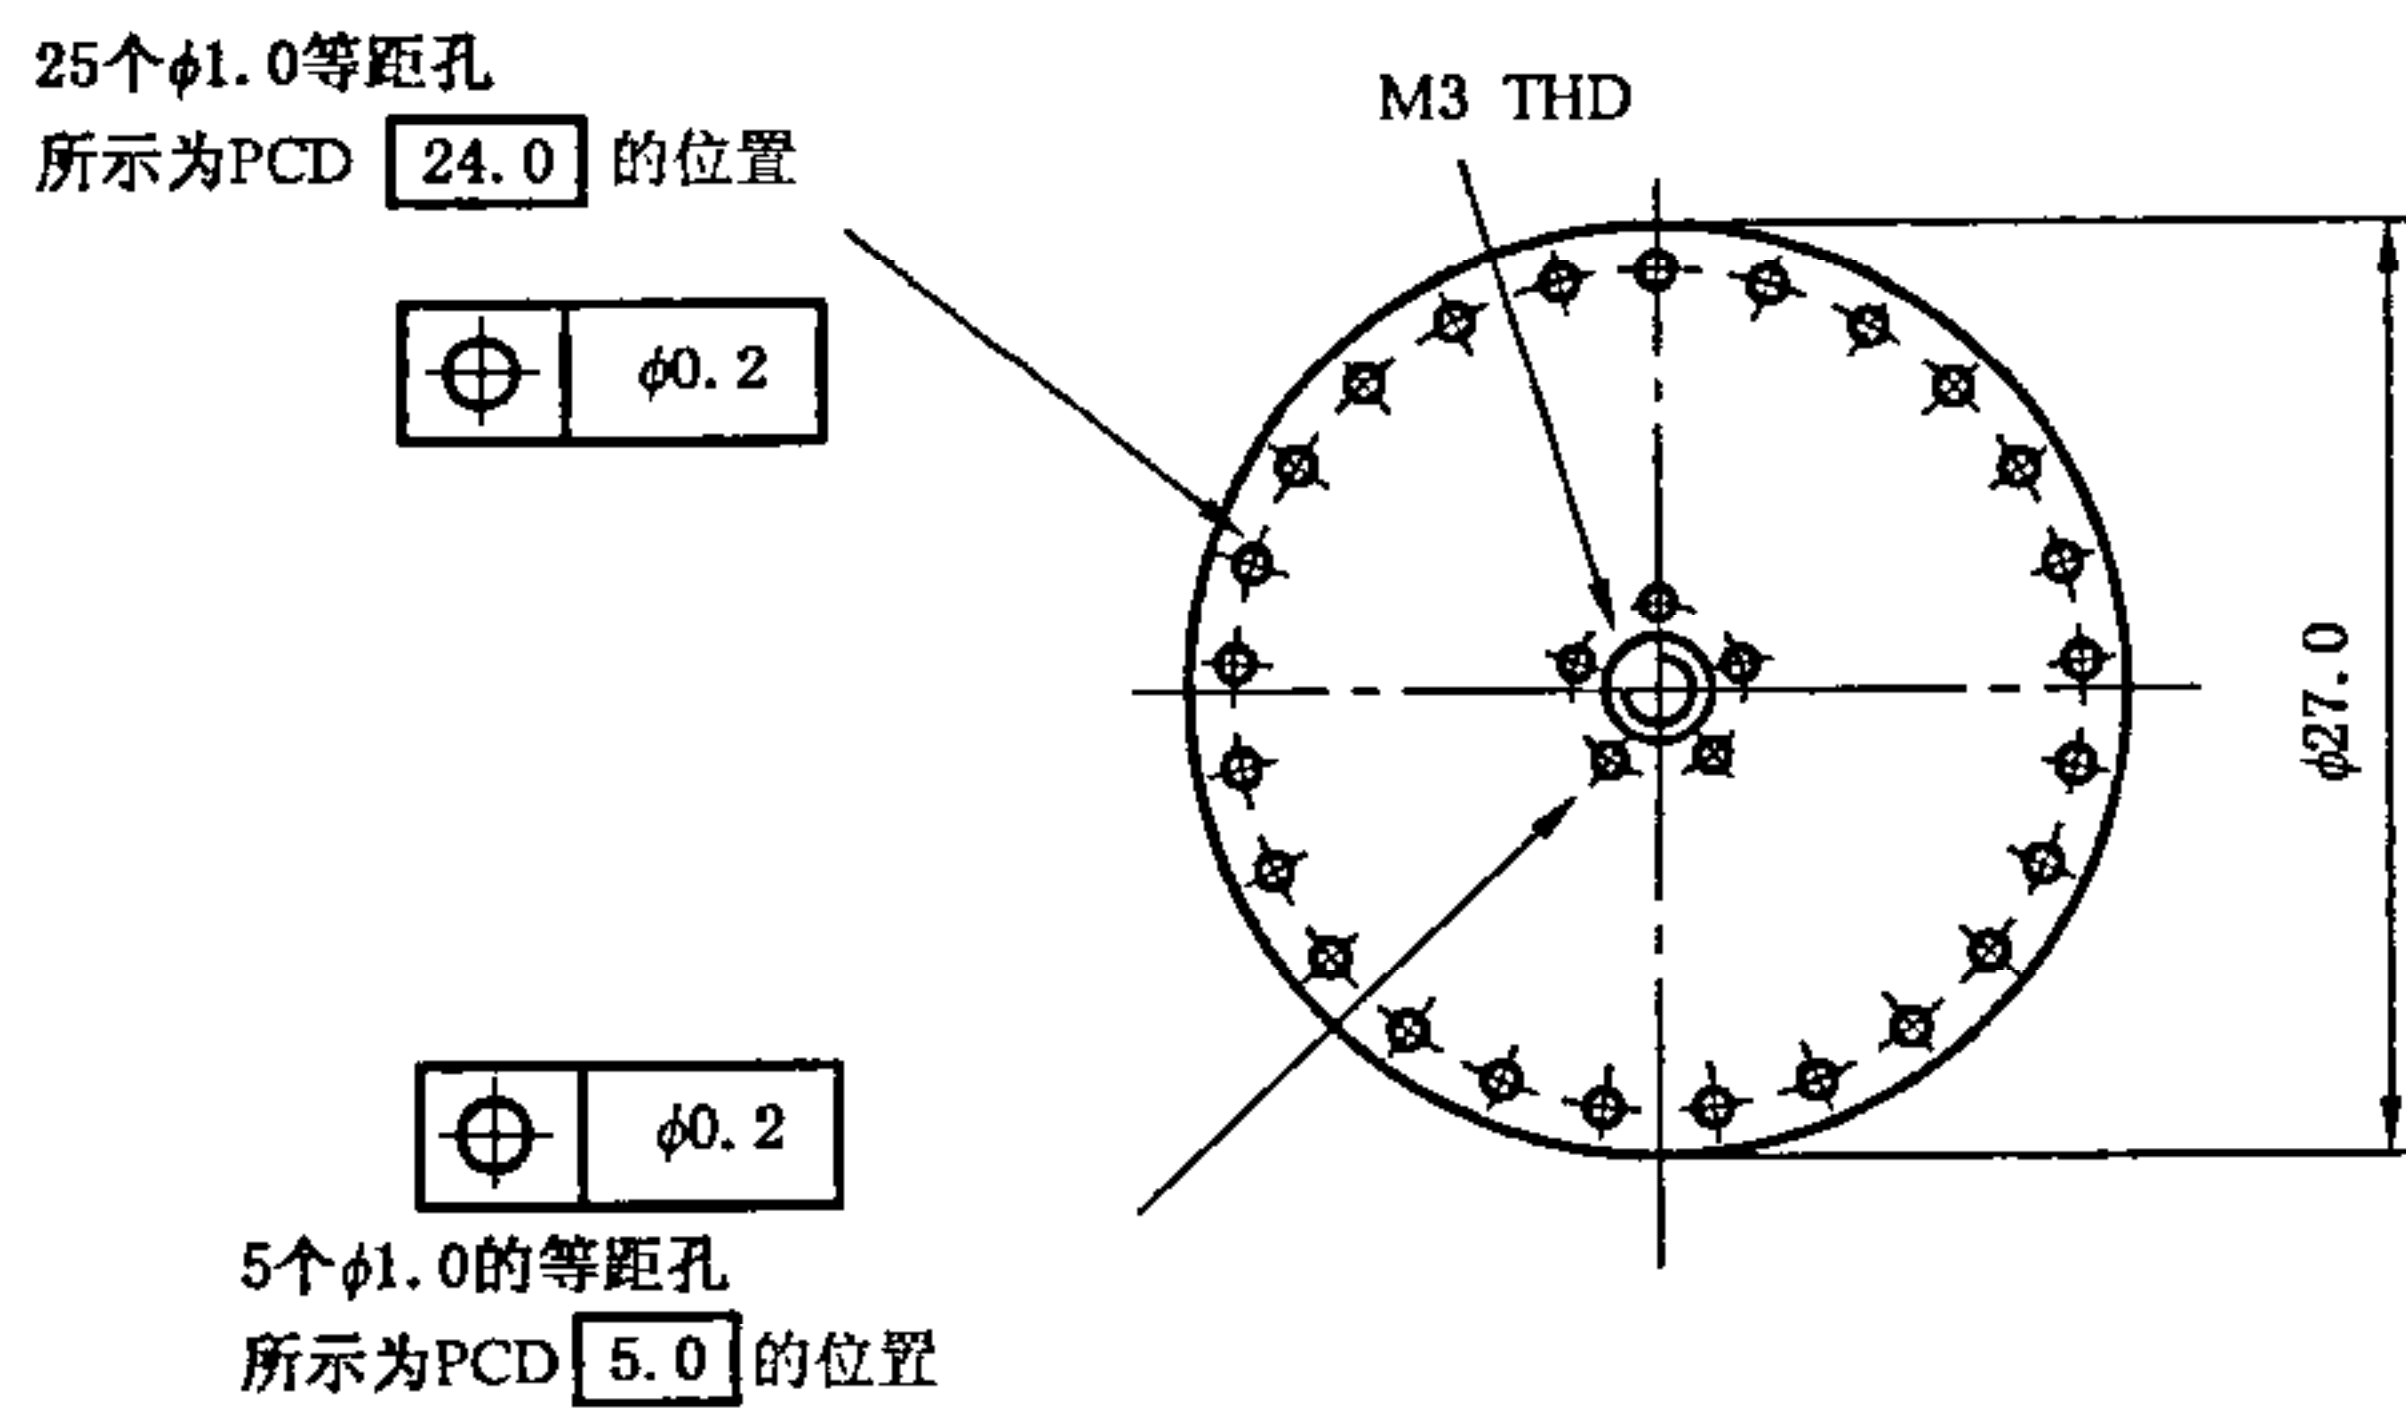 25个ϕ1.0等距孔
所示为PCD 24.0 的位置
ϕ0.2
M3 THD
ϕ27.0
ϕ0.2
5个ϕ1.0的等距孔
所示为PCD 5.0 的位置